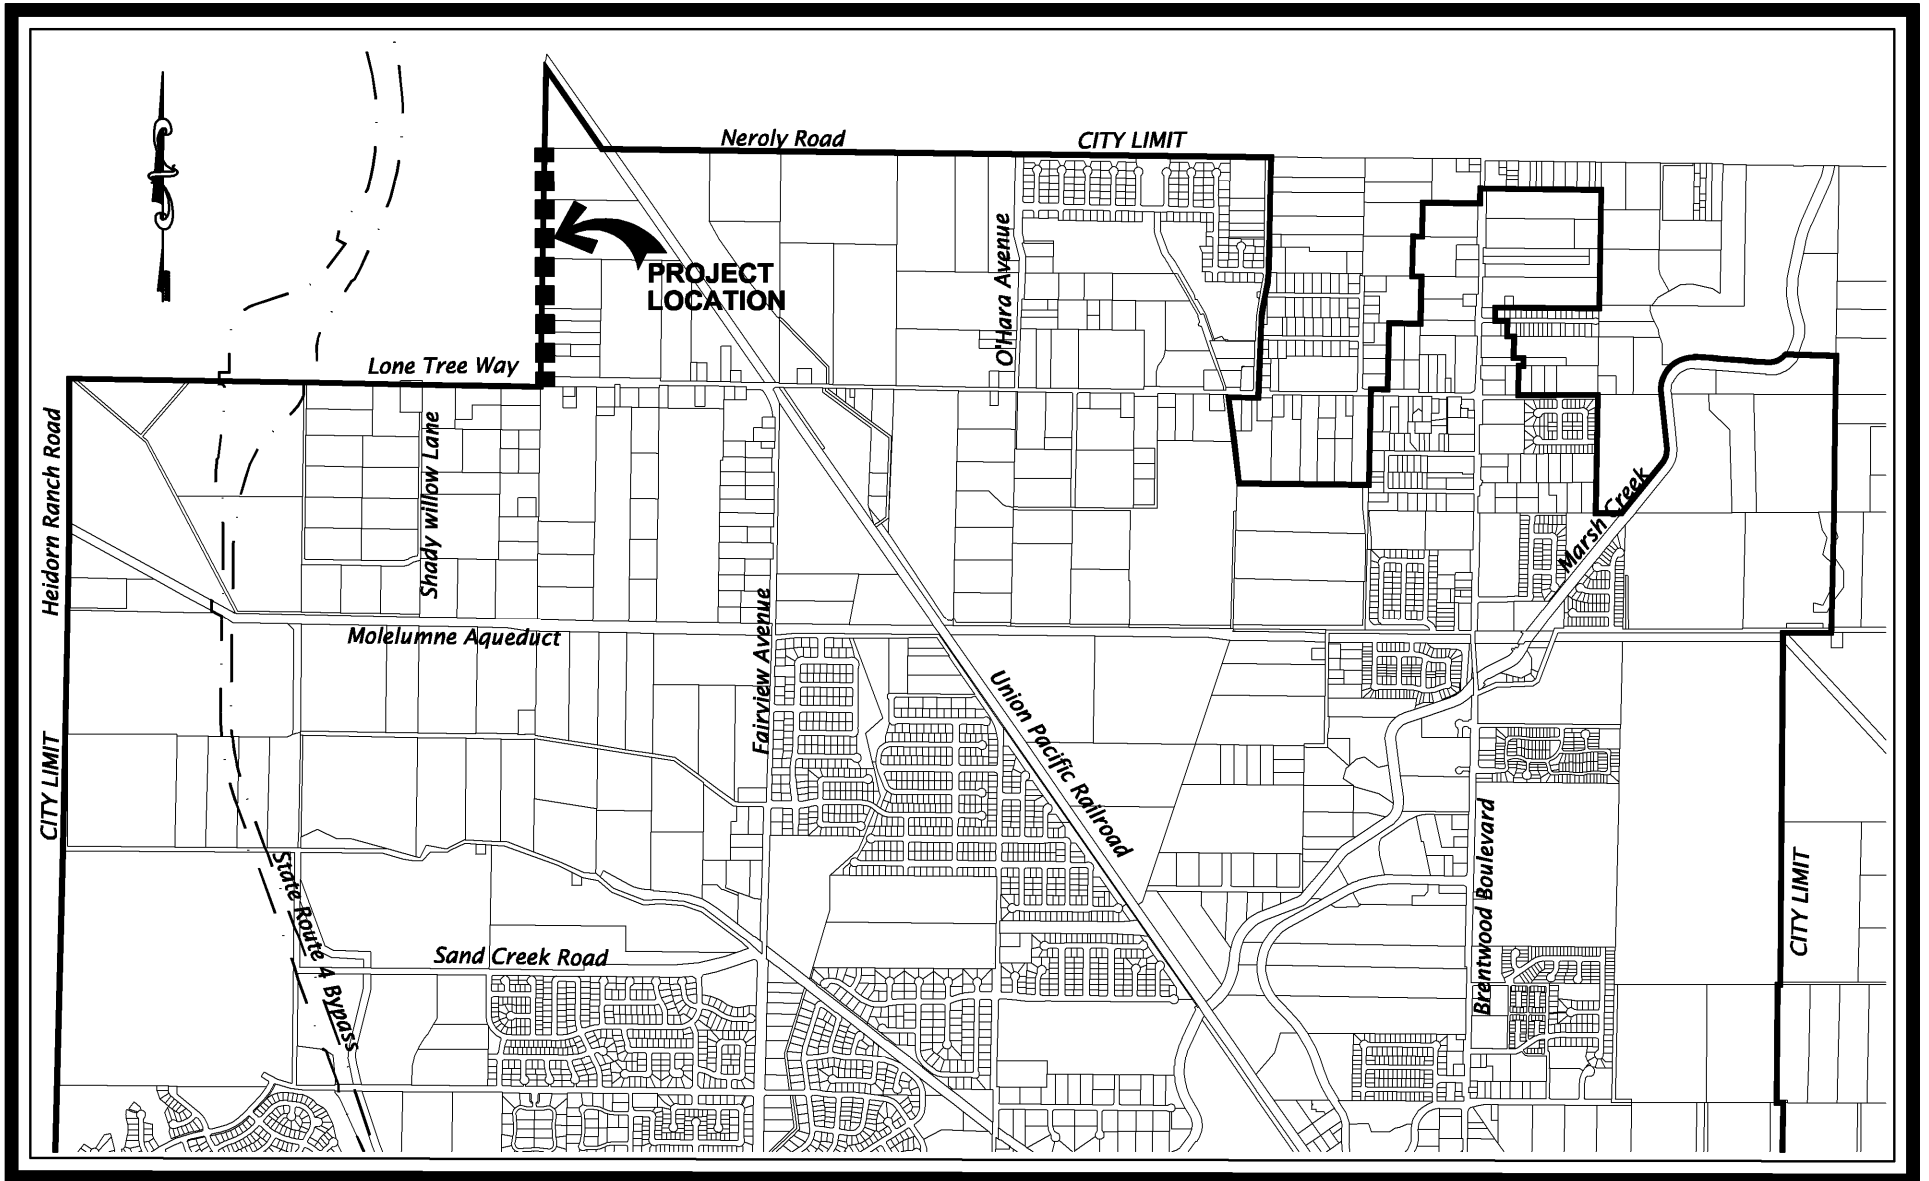 Neroly Road
CITY LIMIT
PROJECT
LOCATION
O'Hara Avenue
Lone Tree Way
Heidorn Ranch Road
Shady willow Lane
Marsh Creek
Molelumne Aqueduct
Fairview Avenue
Union Pacific Railroad
CITY LIMIT
Brentwood Boulevard
CITY LIMIT
State Route 4 Bypass
Sand Creek Road